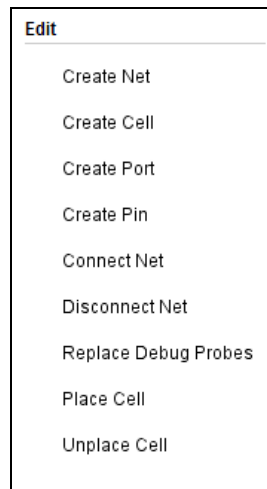 Edit
Create Net
Create Cell
Create Port
Create Pin
Connect Net
Disconnect Net
Replace Debug Probes
Place Cell
Unplace Cell